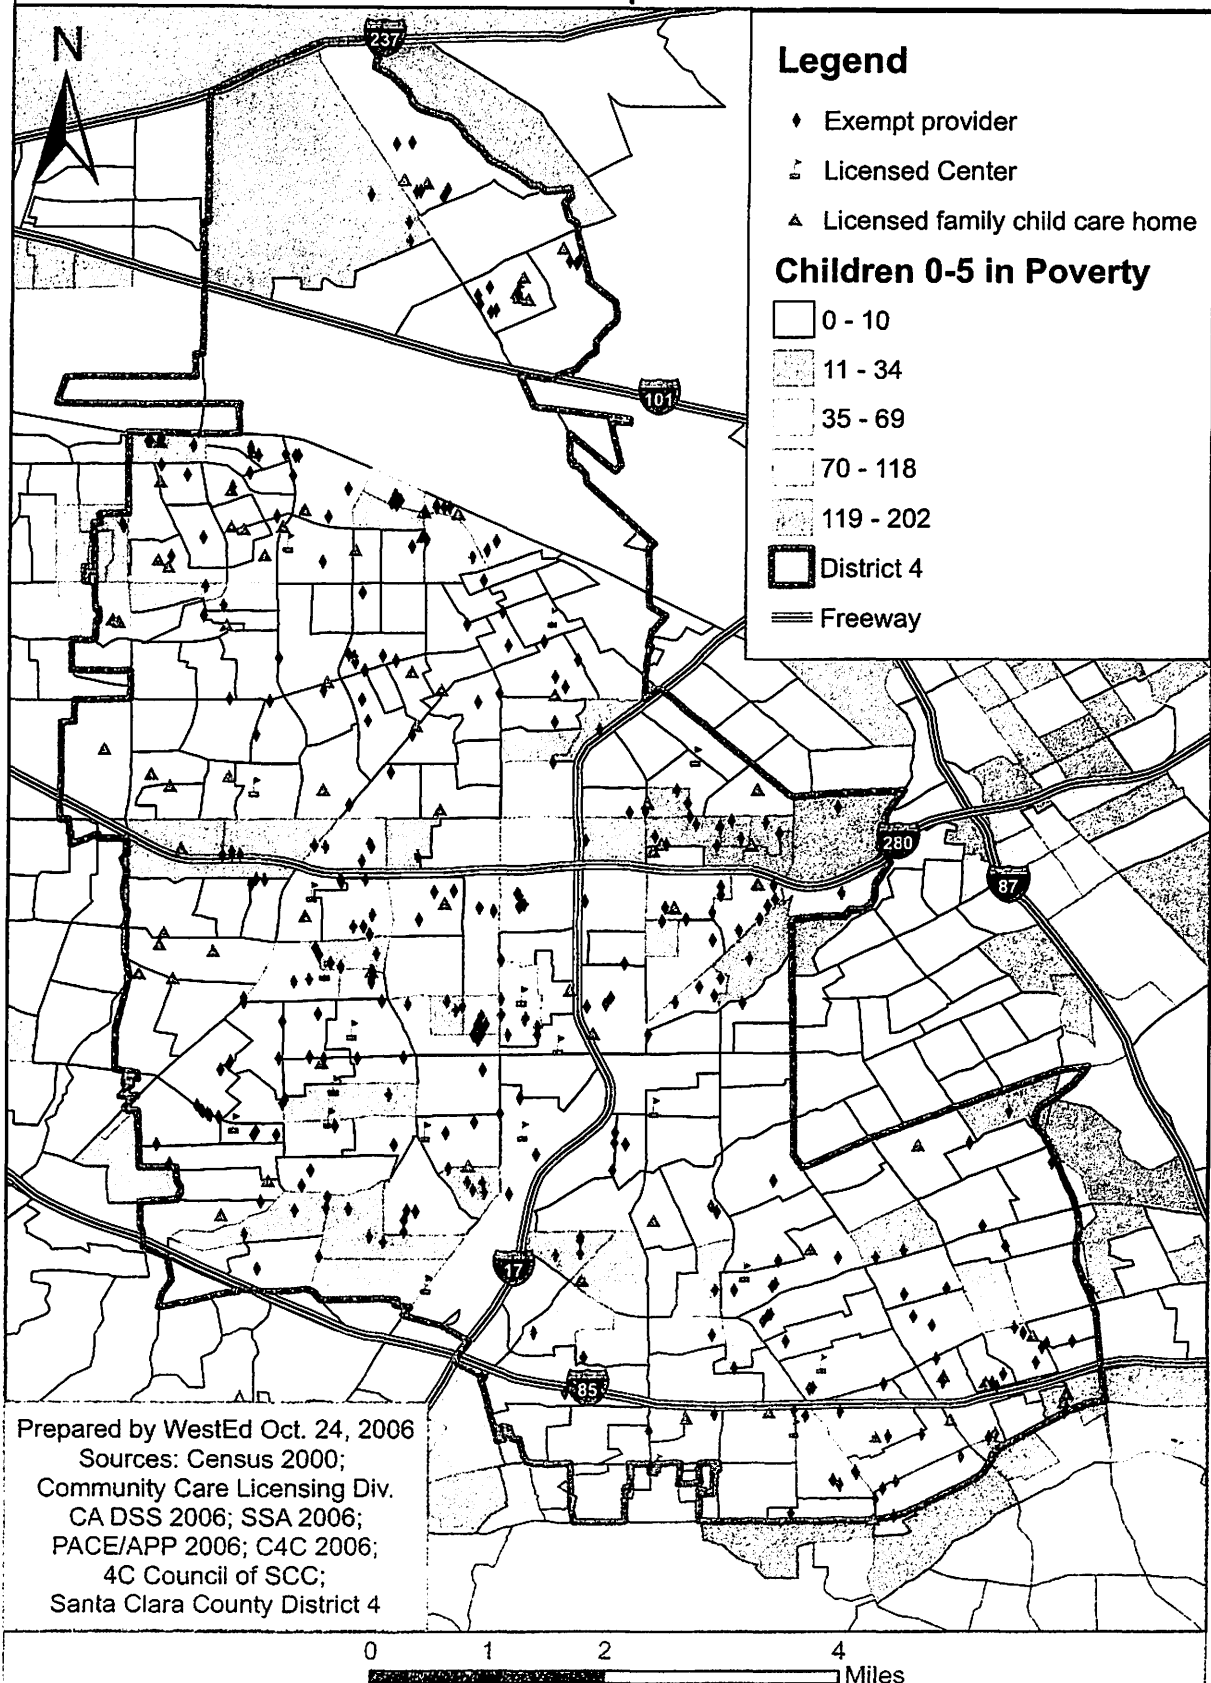 N
237
Legend
Exempt provider
Licensed Center
Licensed family child care home
Children 0-5 in Poverty
0 - 10
11 - 34
35 - 69
70 - 118
119 - 202
District 4
Freeway
101
280
87
17
85
Prepared by WestEd Oct. 24, 2006
Sources: Census 2000;
Community Care Licensing Div.
CA DSS 2006; SSA 2006;
PACE/APP 2006; C4C 2006;
4C Council of SCC;
Santa Clara County District 4
0 1 2 4
Miles